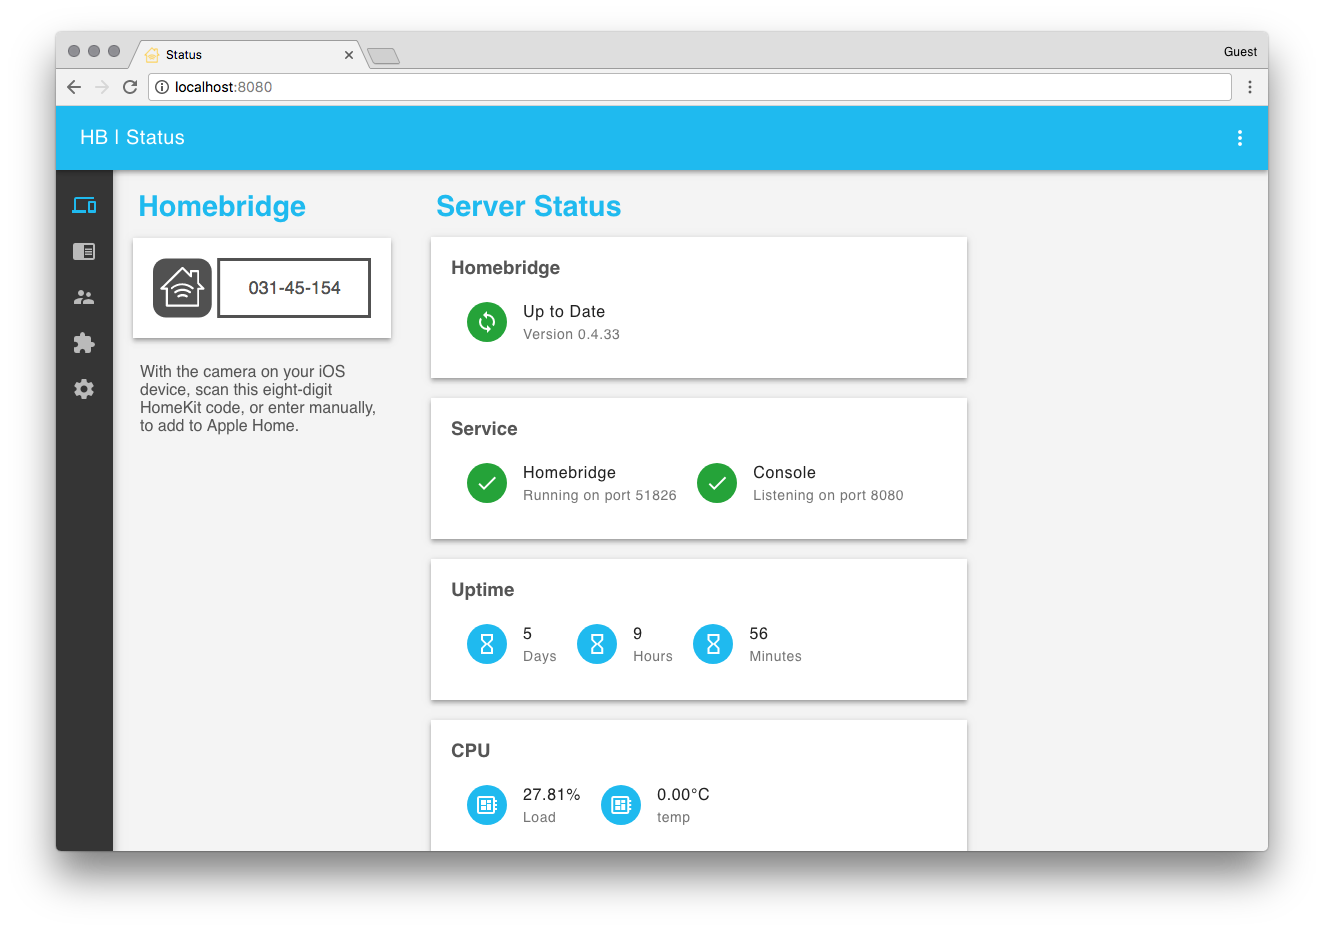 Status
Guest
localhost:8080
HB | Status
Homebridge
031-45-154
With the camera on your iOS
device, scan this eight-digit
HomeKit code, or enter manually,
to add to Apple Home.
Server Status
Homebridge
Up to Date
Version 0.4.33
Service
Homebridge
Running on port 51826
Console
Listening on port 8080
Uptime
5
Days
9
Hours
56
Minutes
CPU
27.81%
Load
0.00°C
temp